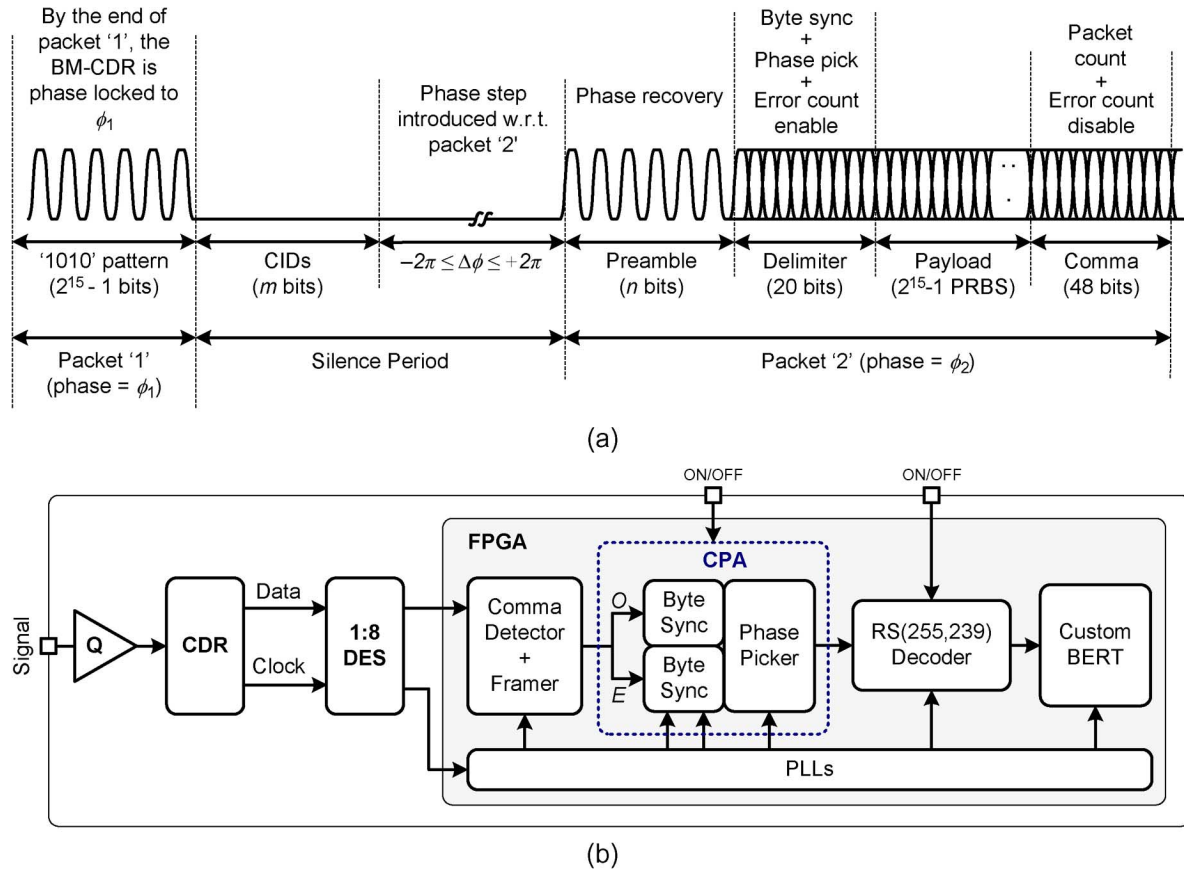 By the end of
packet ‘1’, the
BM-CDR is
phase locked to
ϕ1
Phase step
introduced w.r.t.
packet ‘2’
Phase recovery
Byte sync
+
Phase pick
+
Error count
enable
Packet
count
+
Error count
disable
‘1010’ pattern
(2¹⁵ - 1 bits)
CIDs
(m bits)
−2π ≤ Δϕ ≤ +2π
Preamble
(n bits)
Delimiter
(20 bits)
Payload
(2¹⁵-1 PRBS)
Comma
(48 bits)
Packet ‘1’
(phase = ϕ1)
Silence Period
Packet ‘2’ (phase = ϕ2)
(a)
ON/OFF
ON/OFF
FPGA
CPA
Signal
Q
CDR
Data
Clock
1:8
DES
Comma
Detector
+
Framer
O
E
Byte
Sync
Byte
Sync
Phase
Picker
RS(255,239)
Decoder
Custom
BERT
PLLs
(b)